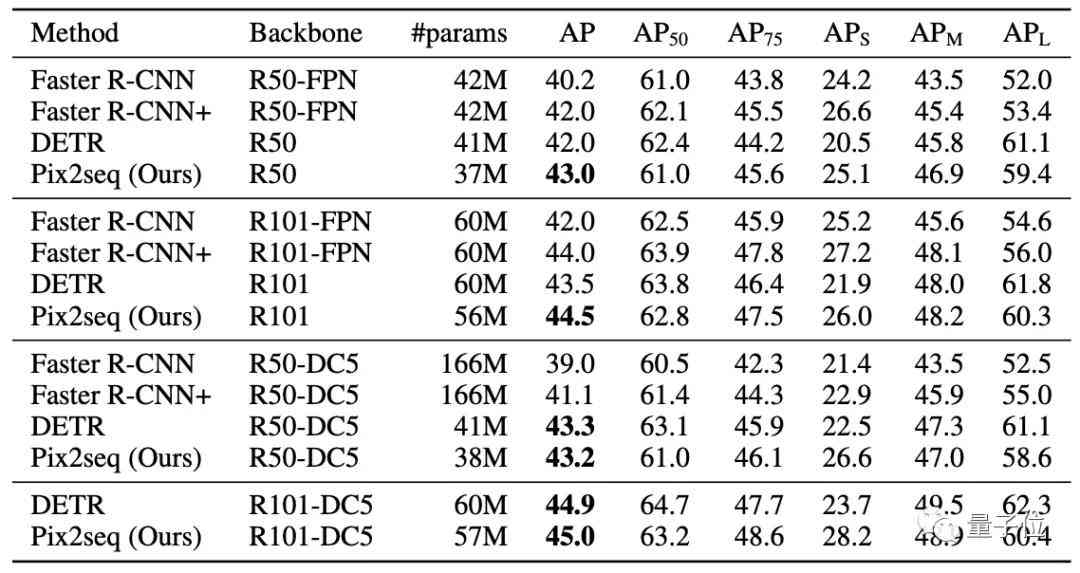 Method Backbone #params AP AP50 AP75 APS APM APL
Faster R-CNN R50-FPN 42M 40.2 61.0 43.8 24.2 43.5 52.0
Faster R-CNN+ R50-FPN 42M 42.0 62.1 45.5 26.6 45.4 53.4
DETR R50 41M 42.0 62.4 44.2 20.5 45.8 61.1
Pix2seq (Ours) R50 37M 43.0 61.0 45.6 25.1 46.9 59.4
Faster R-CNN R101-FPN 60M 42.0 62.5 45.9 25.2 45.6 54.6
Faster R-CNN+ R101-FPN 60M 44.0 63.9 47.8 27.2 48.1 56.0
DETR R101 60M 43.5 63.8 46.4 21.9 48.0 61.8
Pix2seq (Ours) R101 56M 44.5 62.8 47.5 26.0 48.2 60.3
Faster R-CNN R50-DC5 166M 39.0 60.5 42.3 21.4 43.5 52.5
Faster R-CNN+ R50-DC5 166M 41.1 61.4 44.3 22.9 45.9 55.0
DETR R50-DC5 41M 43.3 63.1 45.9 22.5 47.3 61.1
Pix2seq (Ours) R50-DC5 38M 43.2 61.0 46.1 26.6 47.0 58.6
DETR R101-DC5 60M 44.9 64.7 47.7 23.7 49.5 62.3
Pix2seq (Ours) R101-DC5 57M 45.0 63.2 48.6 28.2 48.9 60.4
量子位